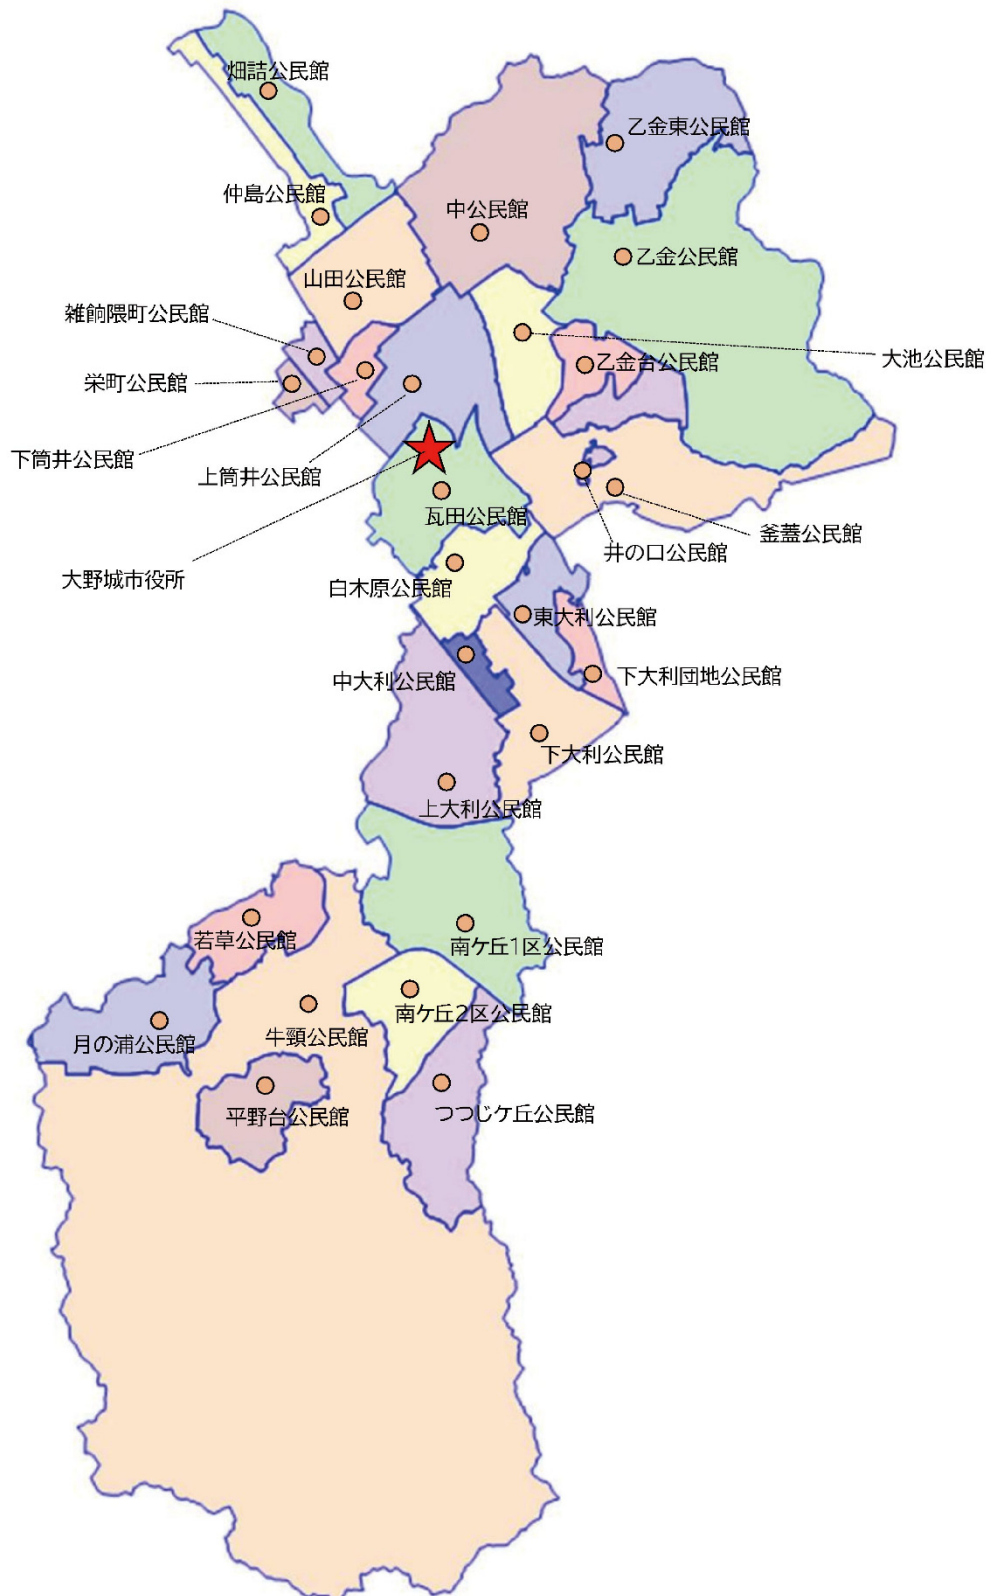 畑詰公民館
乙金東公民館
仲島公民館
中公民館
乙金公民館
山田公民館
雑餉隈町公民館
大池公民館
乙金台公民館
栄町公民館
下筒井公民館
上筒井公民館
瓦田公民館
釜蓋公民館
井の口公民館
大野城市役所
白木原公民館
東大利公民館
下大利団地公民館
中大利公民館
下大利公民館
上大利公民館
若草公民館
南ケ丘1区公民館
南ケ丘2区公民館
牛頸公民館
月の浦公民館
平野台公民館
つつじケ丘公民館